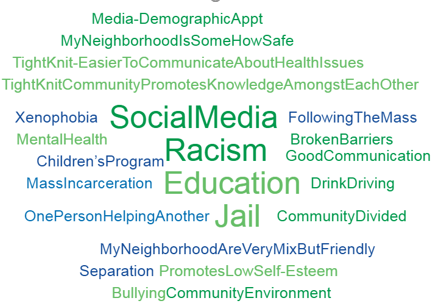 Media-DemographicAppt
MyNeighborhoodIsSomeHowSafe
TightKnit-EasierToCommunicateAboutHealthIssues
TightKnitCommunityPromotesKnowledgeAmongstEachOther
Xenophobia SocialMedia FollowingTheMass
MentalHealth Racism BrokenBarriers
Children'sProgram GoodCommunication
MassIncarceration Education DrinkDriving
OnePersonHelpingAnother Jail CommunityDivided
MyNeighborhoodAreVeryMixButFriendly
Separation PromotesLowSelf-Esteem
BullyingCommunityEnvironment